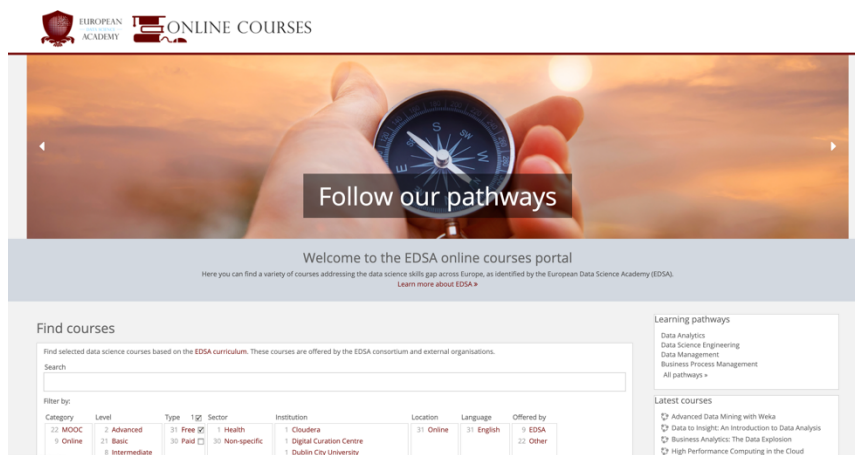 EUROPEAN
ACADEMY
ONLINE COURSES
S
SW
W
E
Follow our pathways
Welcome to the EDSA online courses portal
Here you can find a variety of courses addressing the data science skills gap across Europe, as identified by the European Data Science Academy (EDSA).
Learn more about EDSA »
Find courses
Find selected data science courses based on the EDSA curriculum. These courses are offered by the EDSA consortium and external organisations.
Search
Filter by:
Category Level Type 1 Sector Institution Location Language Offered by
22 MOOC 2 Advanced 31 Free 1 Health 1 Cloudera 31 Online 31 English 9 EDSA
9 Online 21 Basic 30 Paid 30 Non-specific 1 Digital Curation Centre 22 Other
8 Intermediate 1 Dublin City University
Learning pathways
Data Analytics
Data Science Engineering
Data Management
Business Process Management
All pathways »
Latest courses
Advanced Data Mining with Weka
Data to Insight: An Introduction to Data Analysis
Business Analytics: The Data Explosion
High Performance Computing in the Cloud